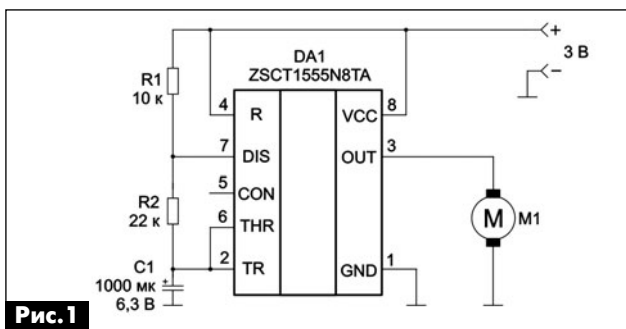 DA1
ZSCT1555N8TA
+
3 В
−
R1
10 к
4
R
VCC
8
7
DIS
OUT
3
5
CON
R2
22 к
6
THR
M
M1
2
TR
GND
1
C1
1000 мк
+
6,3 В
Рис.1